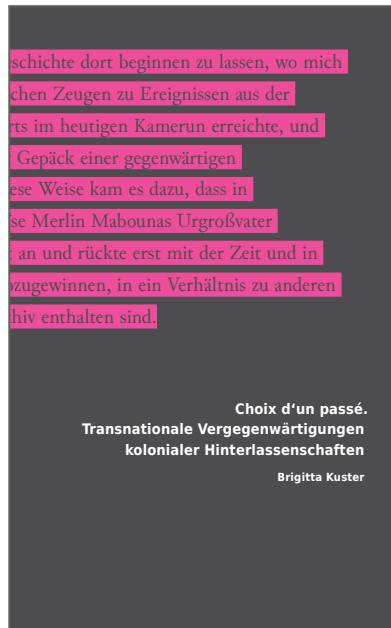 eschichte dort beginnen zu lassen, wo mich
chen Zeugen zu Ereignissen aus der
rts im heutigen Kamerun erreichte, und
Gepäck einer gegenwärtigen
ese Weise kam es dazu, dass in
se Merlin Mabounas Urgroßvater
t an und rückte erst mit der Zeit und in
ozugewinnen, in ein Verhältnis zu anderen
hiv enthalten sind.
Choix d‘un passé.
Transnationale Vergegenwärtigungen
kolonialer Hinterlassenschaften
Brigitta Kuster